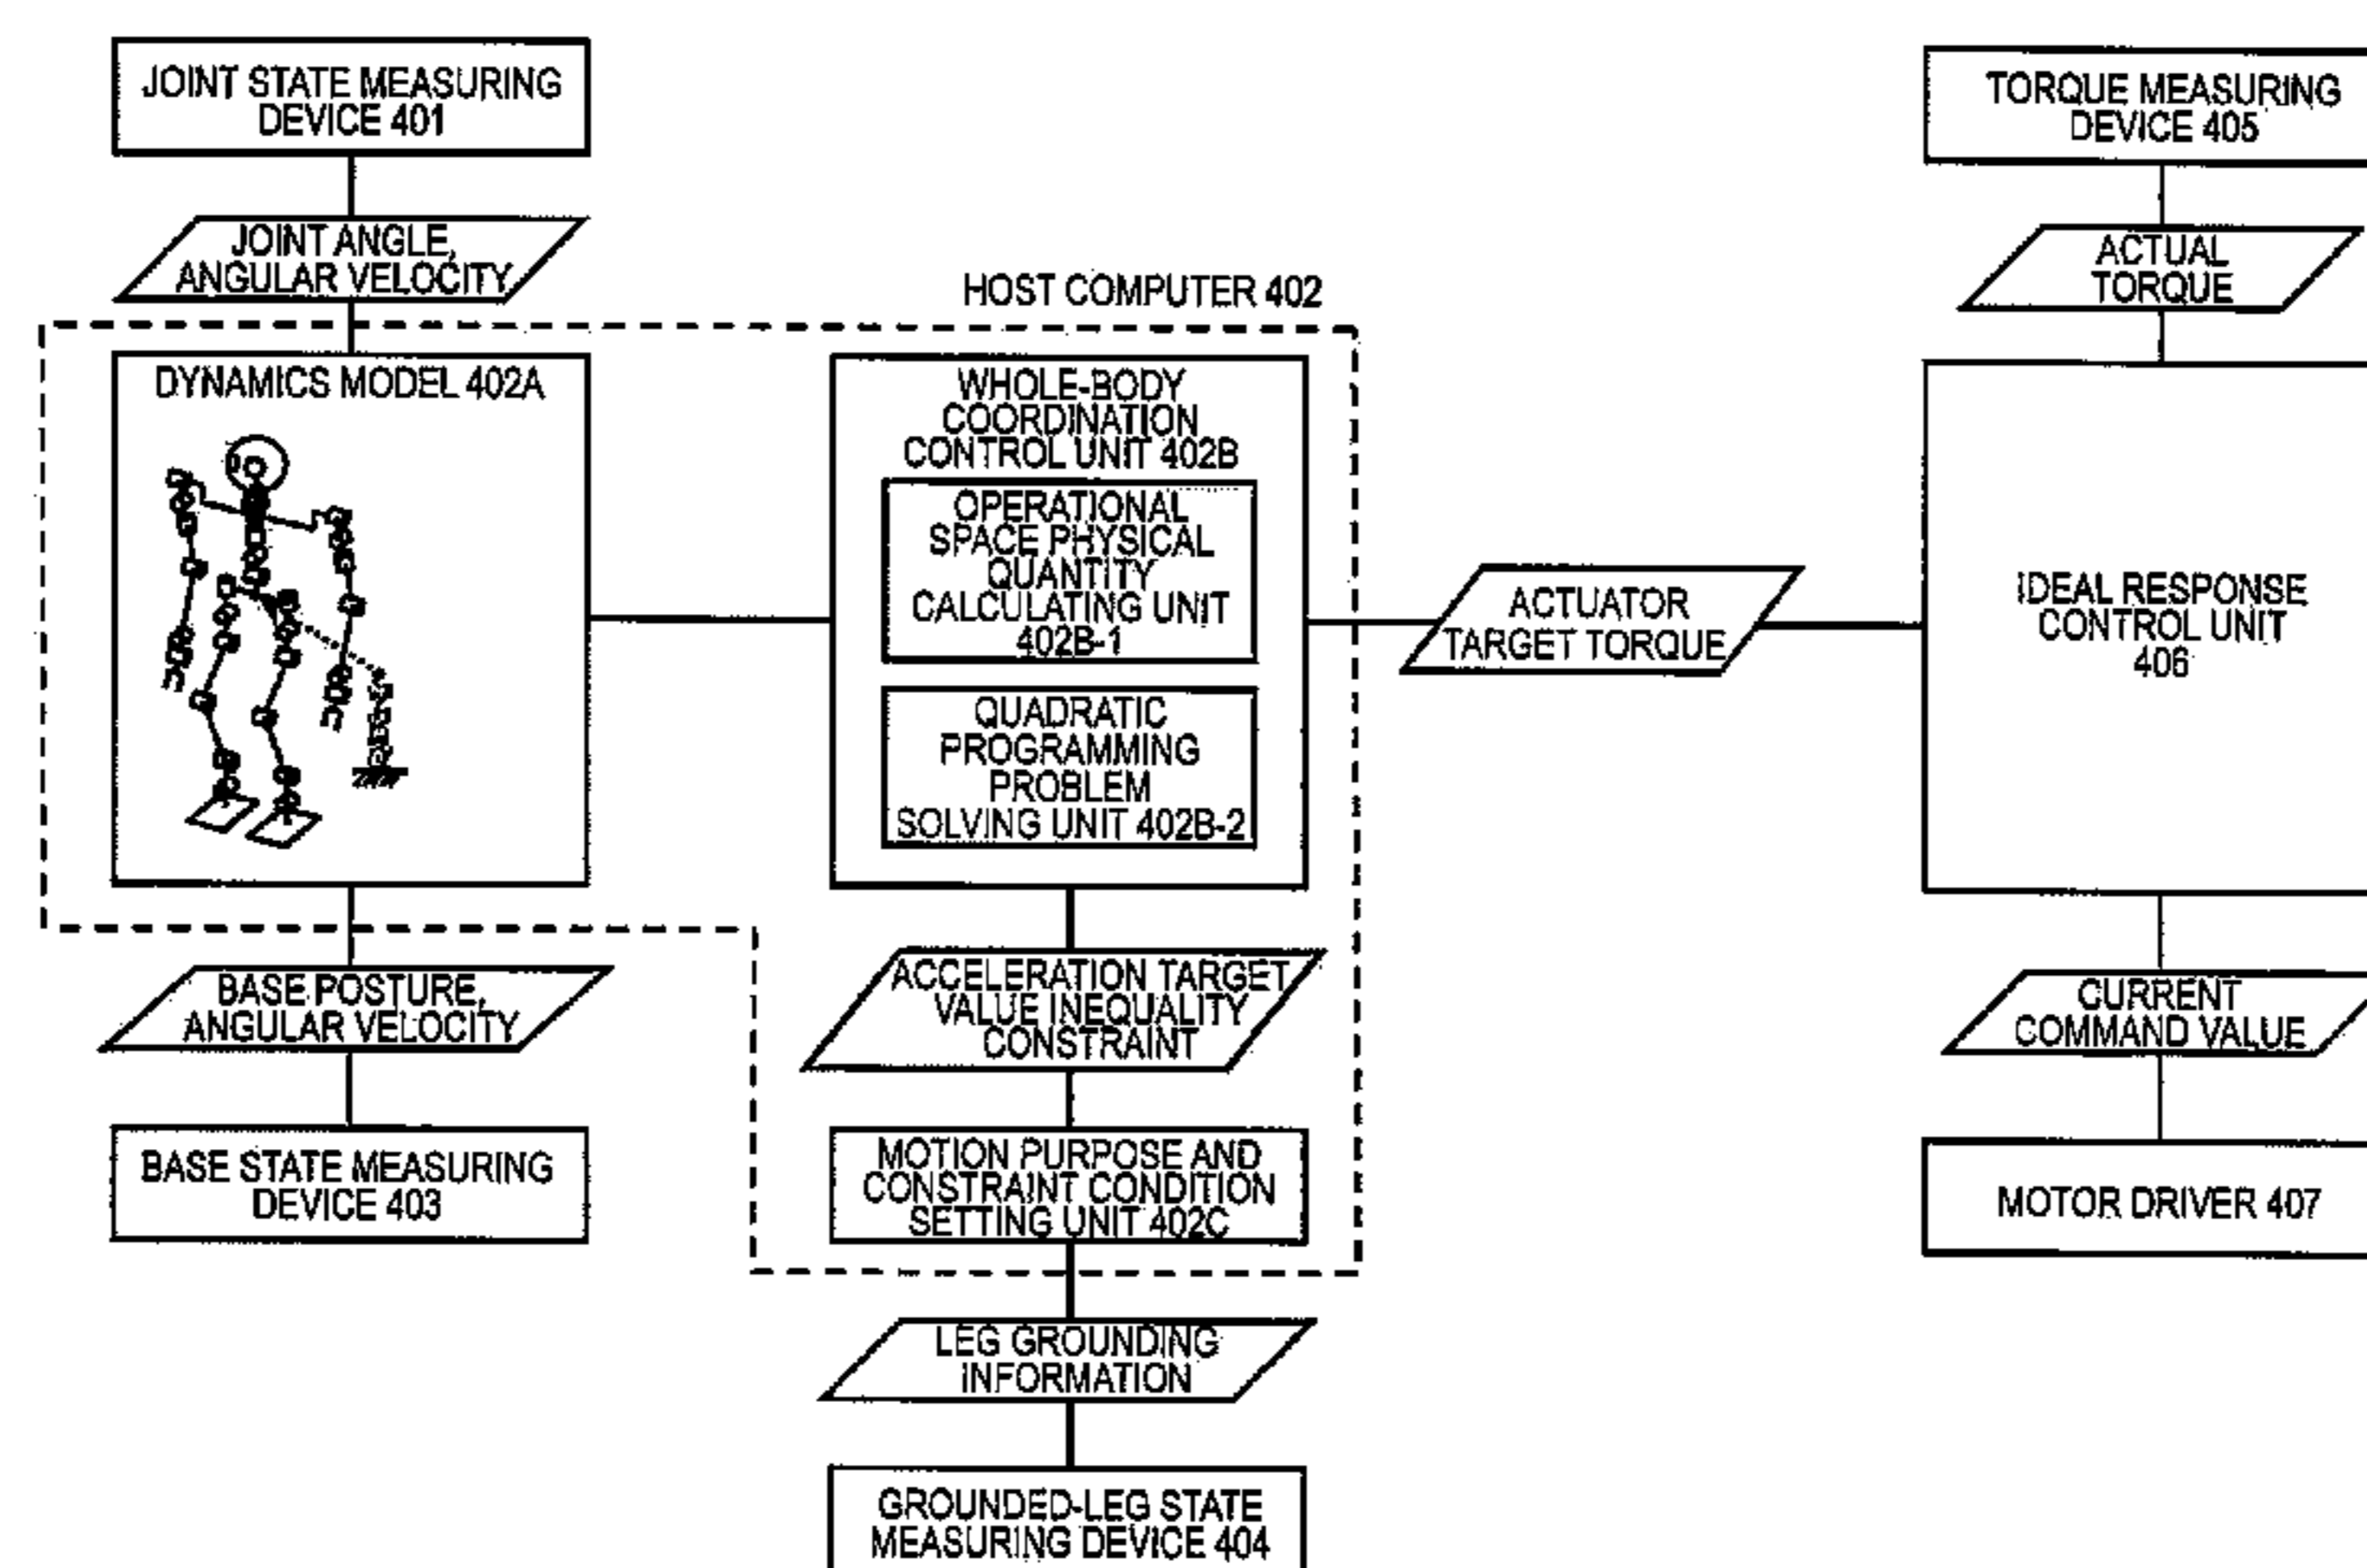 JOINT STATE MEASURING
DEVICE 401
JOINT ANGLE,
ANGULAR VELOCITY
HOST COMPUTER 402
DYNAMICS MODEL 402A
BASE POSTURE,
ANGULAR VELOCITY
BASE STATE MEASURING
DEVICE 403
WHOLE-BODY
COORDINATION
CONTROL UNIT 402B
OPERATIONAL
SPACE PHYSICAL
QUANTITY
CALCULATING UNIT
402B-1
QUADRATIC
PROGRAMMING
PROBLEM
SOLVING UNIT 402B-2
ACCELERATION TARGET
VALUE INEQUALITY
CONSTRAINT
MOTION PURPOSE AND
CONSTRAINT CONDITION
SETTING UNIT 402C
LEG GROUNDING
INFORMATION
GROUNDED-LEG STATE
MEASURING DEVICE 404
ACTUATOR
TARGET TORQUE
TORQUE MEASURING
DEVICE 405
ACTUAL
TORQUE
IDEAL RESPONSE
CONTROL UNIT
406
CURRENT
COMMAND VALUE
MOTOR DRIVER 407